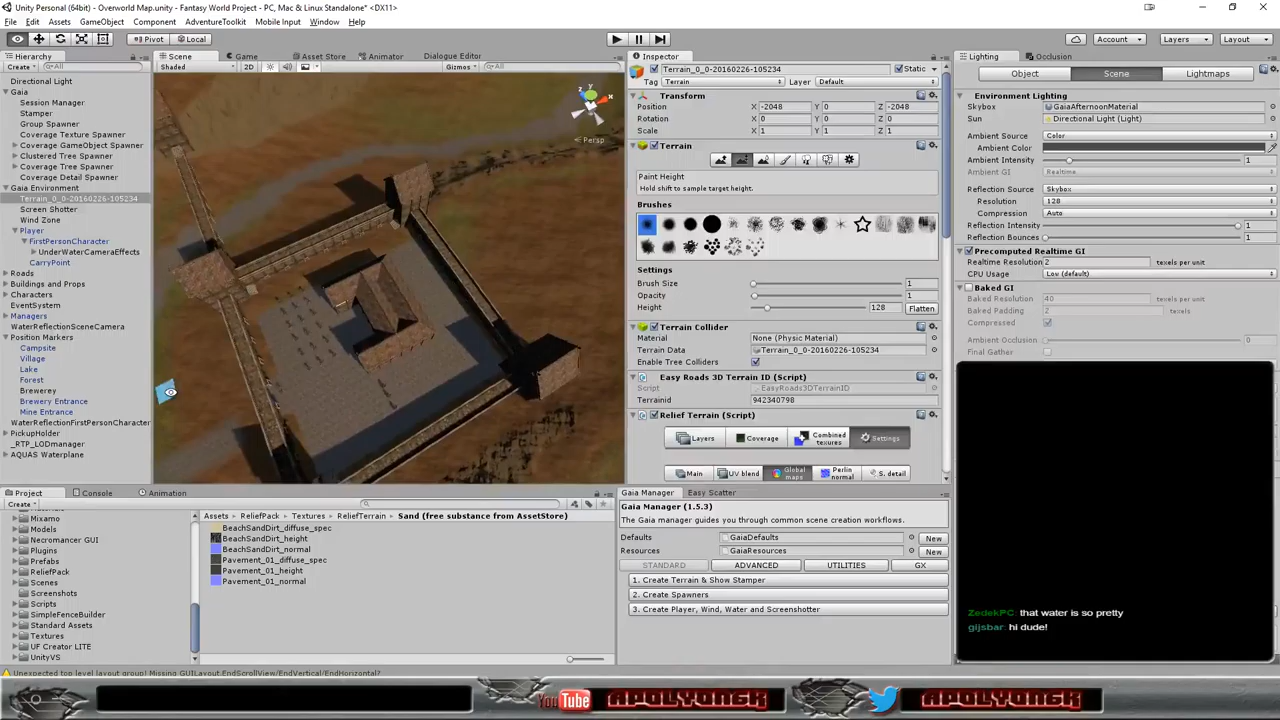 Unity Personal (64bit) - Overworld Map.unity - Fantasy World Project - PC, Mac & Linux Standalone* <DX11>
File Edit Assets GameObject Component AdventureToolkit Mobile Input Window Help
Pivot Local Account Layers Layout
Hierarchy
Create All
Directional Light
Gaia
Session Manager
Stamper
Group Spawner
Coverage Texture Spawner
Coverage GameObject Spawner
Clustered Tree Spawner
Coverage Tree Spawner
Coverage Detail Spawner
Gaia Environment
Terrain_0_0-20160226-105234
Screen Shotter
Wind Zone
Player
FirstPersonCharacter
UnderWaterCameraEffects
CarryPoint
Roads
Buildings and Props
Characters
EventSystem
Managers
WaterReflectionSceneCamera
Position Markers
Campsite
Village
Lake
Forest
Brewerey
Brewery Entrance
Mine Entrance
WaterReflectionFirstPersonCharacter
PickupHolder
_RTP_LODmanager
AQUAS Waterplane
Scene Game Asset Store Animator Dialogue Editor
Shaded 2D Gizmos All
y x z
Persp
Inspector
Terrain_0_0-20160226-105234 Static
Tag Terrain Layer Default
Transform
Position X -2048 Y 0 Z -2048
Rotation X 0 Y 0 Z 0
Scale X 1 Y 1 Z 1
Terrain
Paint Height
Hold shift to sample target height.
Brushes
Settings
Brush Size 1
Opacity 1
Height 128 Flatten
Terrain Collider
Material None (Physic Material)
Terrain Data Terrain_0_0-20160226-105234
Enable Tree Colliders
Easy Roads 3D Terrain ID (Script)
Script EasyRoads3DTerrainID
Terrainid 942340798
Relief Terrain (Script)
Layers Coverage Combined texures Settings
Main UV blend Global maps Perlin normal S. detail
Lighting Occlusion
Object Scene Lightmaps
Environment Lighting
Skybox GaiaAfternoonMaterial
Sun Directional Light (Light)
Ambient Source Color
Ambient Color
Ambient Intensity 1
Ambient GI Realtime
Reflection Source Skybox
Resolution 128
Compression Auto
Reflection Intensity 1
Reflection Bounces 1
Precomputed Realtime GI
Realtime Resolution 2 texels per unit
CPU Usage Low (default)
Baked GI
Baked Resolution 40 texels per unit
Baked Padding 2 texels
Compressed
Ambient Occlusion 0
Final Gather
ZedekPC: that water is so pretty
gijsbar: hi dude!
Project Console Animation
Create
Mixamo
Models
Necromancer GUI
Plugins
Prefabs
ReliefPack
Scenes
Screenshots
Scripts
SimpleFenceBuilder
Standard Assets
Textures
UF Creator LITE
UnityVS
Assets ReliefPack Textures ReliefTerrain Sand (free substance from AssetStore)
BeachSandDirt_diffuse_spec
BeachSandDirt_height
BeachSandDirt_normal
Pavement_01_diffuse_spec
Pavement_01_height
Pavement_01_normal
Gaia Manager Easy Scatter
Gaia Manager (1.5.3)
The Gaia manager guides you through common scene creation workflows.
Defaults GaiaDefaults New
Resources GaiaResources New
STANDARD ADVANCED UTILITIES GX
1. Create Terrain & Show Stamper
2. Create Spawners
3. Create Player, Wind, Water and Screenshotter
Unexpected top level layout group! Missing GUILayout.EndScrollView/EndVertical/EndHorizontal?
You Tube APOLYONGK APOLYONGK